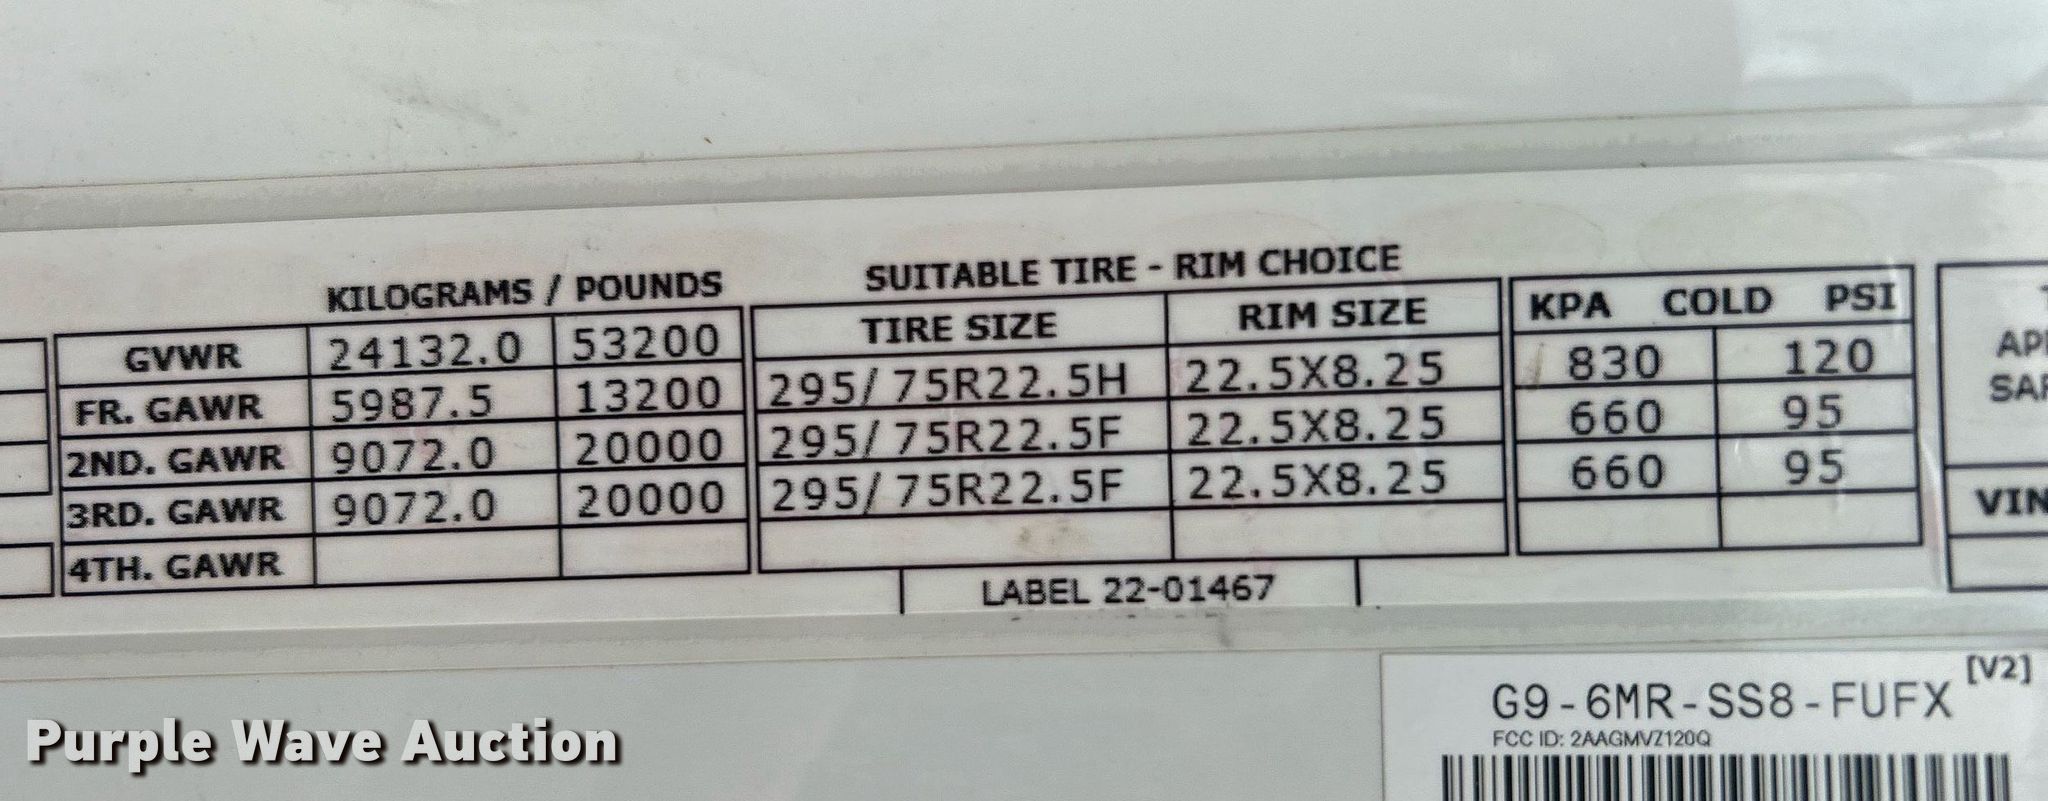 KILOGRAMS / POUNDS
SUITABLE TIRE - RIM CHOICE
TIRE SIZE RIM SIZE KPA COLD PSI
GVWR 24132.0 53200
FR. GAWR 5987.5 13200 295/ 75R22.5H 22.5X8.25 830 120
2ND. GAWR 9072.0 20000 295/ 75R22.5F 22.5X8.25 660 95
3RD. GAWR 9072.0 20000 295/ 75R22.5F 22.5X8.25 660 95
4TH. GAWR
LABEL 22-01467
VIN
[V2]
G9-6MR-SS8-FUFX
FCC ID: 2AAGMVZ120Q
Purple Wave Auction